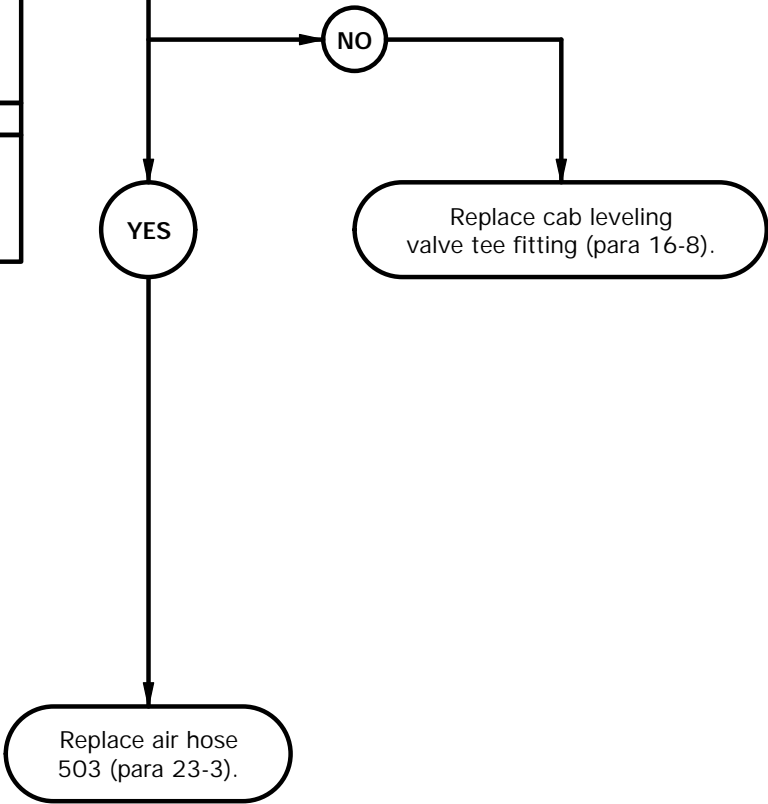 NO
YES
Replace cab leveling
valve tee fitting (para 16-8).
Replace air hose
503 (para 23-3).